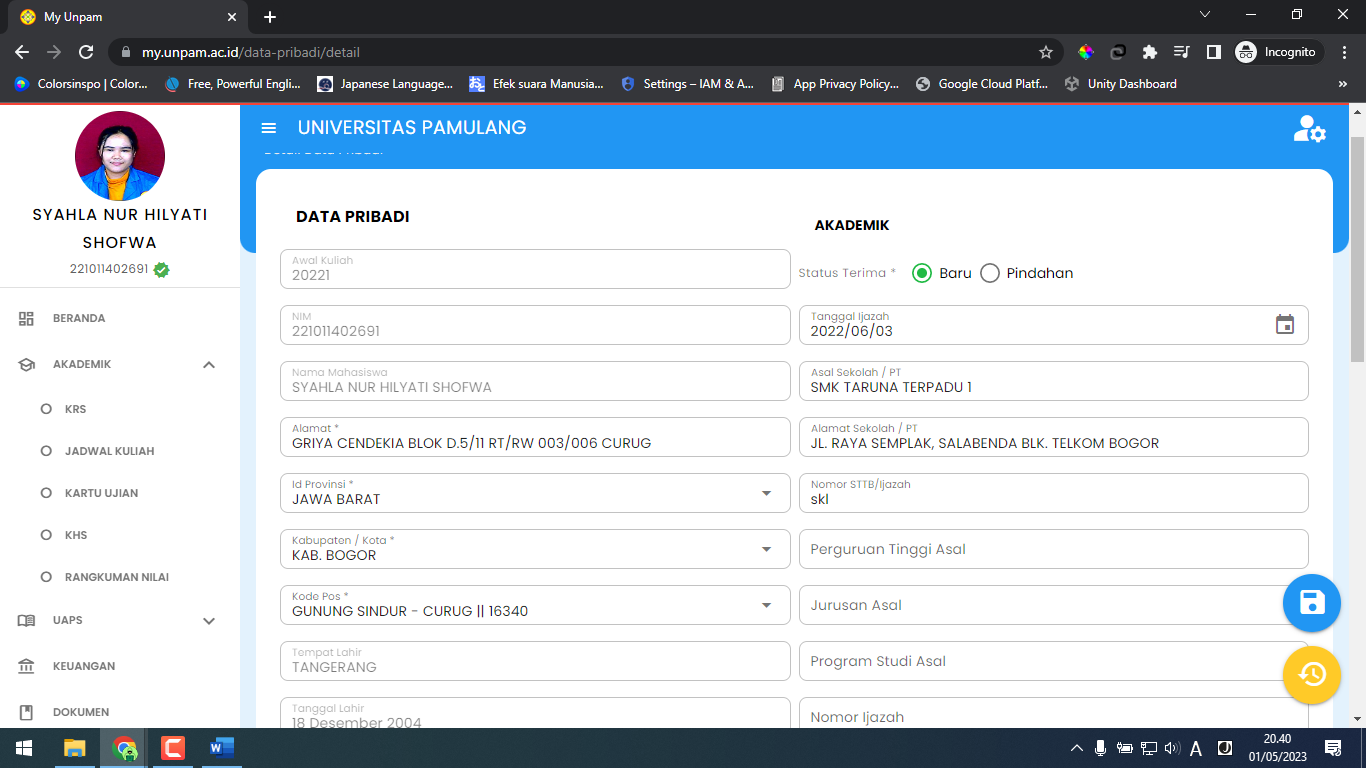 My Unpam
my.unpam.ac.id/data-pribadi/detail
Incognito
Colorsinspo | Color...
Free, Powerful Engli...
Japanese Language...
Efek suara Manusia...
Settings – IAM & A...
App Privacy Policy...
Google Cloud Platf...
Unity Dashboard
SYAHLA NUR HILYATI
SHOFWA
221011402691
BERANDA
AKADEMIK
KRS
JADWAL KULIAH
KARTU UJIAN
KHS
RANGKUMAN NILAI
UAPS
KEUANGAN
DOKUMEN
UNIVERSITAS PAMULANG
Detail Data Pribadi
DATA PRIBADI
Awal Kuliah
20221
NIM
221011402691
Nama Mahasiswa
SYAHLA NUR HILYATI SHOFWA
Alamat *
GRIYA CENDEKIA BLOK D.5/11 RT/RW 003/006 CURUG
Id Provinsi *
JAWA BARAT
Kabupaten / Kota *
KAB. BOGOR
Kode Pos *
GUNUNG SINDUR - CURUG || 16340
Tempat Lahir
TANGERANG
Tanggal Lahir
18 Desember 2004
AKADEMIK
Status Terima *
Baru
Pindahan
Tanggal Ijazah
2022/06/03
Asal Sekolah / PT
SMK TARUNA TERPADU 1
Alamat Sekolah / PT
JL. RAYA SEMPLAK, SALABENDA BLK. TELKOM BOGOR
Nomor STTB/Ijazah
skl
Perguruan Tinggi Asal
Jurusan Asal
Program Studi Asal
Nomor Ijazah
A
20.40
01/05/2023